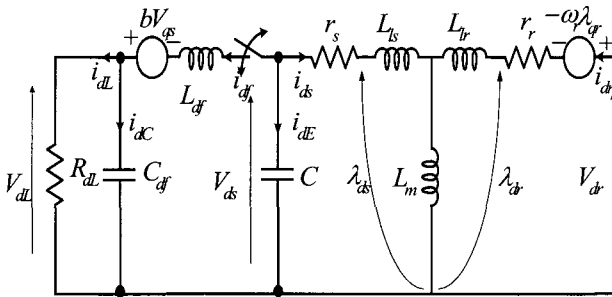 bV_qs
+ −
r_s
L_ls
L_lr
r_r
−ω_rλ_qr
− +
i_dL
L_df
i_df
i_ds
i_dr
i_dC
i_dE
V_dL
R_dL
C_df
V_ds
C
λ_ds
L_m
λ_dr
V_dr